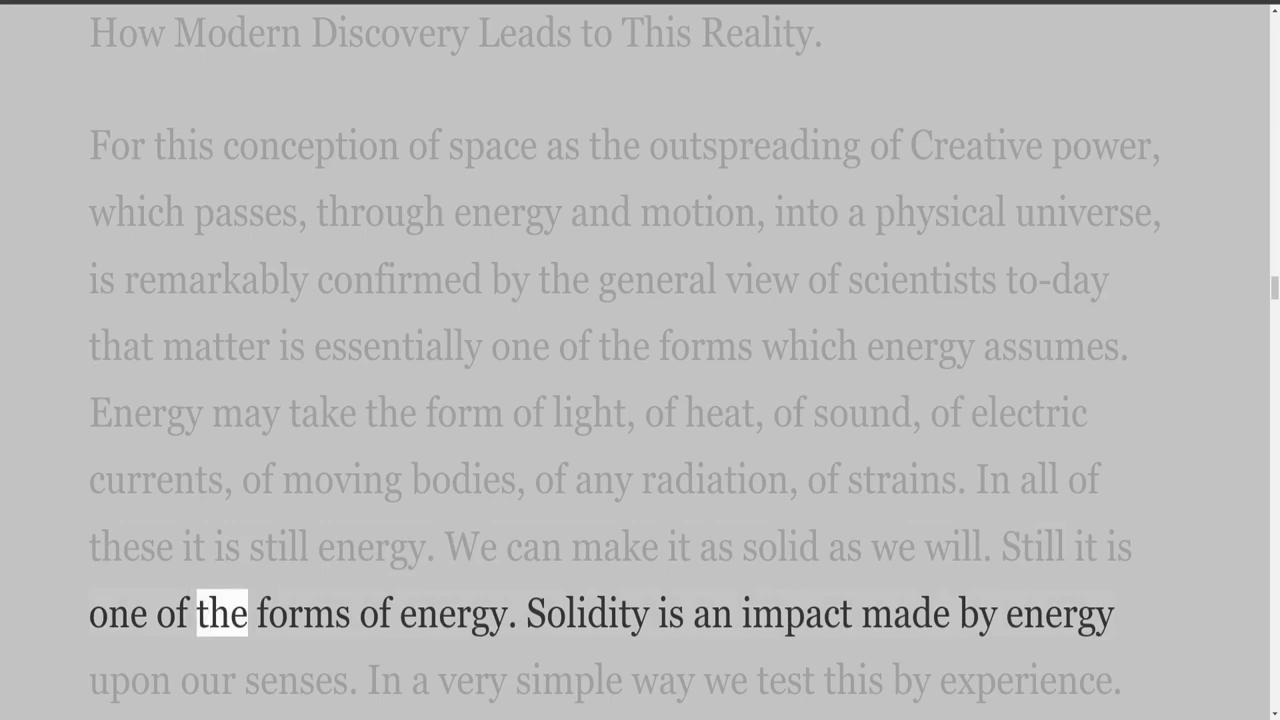 How Modern Discovery Leads to This Reality.
For this conception of space as the outspreading of Creative power,
which passes, through energy and motion, into a physical universe,
is remarkably confirmed by the general view of scientists to-day
that matter is essentially one of the forms which energy assumes.
Energy may take the form of light, of heat, of sound, of electric
currents, of moving bodies, of any radiation, of strains. In all of
these it is still energy. We can make it as solid as we will. Still it is
one of the forms of energy. Solidity is an impact made by energy
upon our senses. In a very simple way we test this by experience.